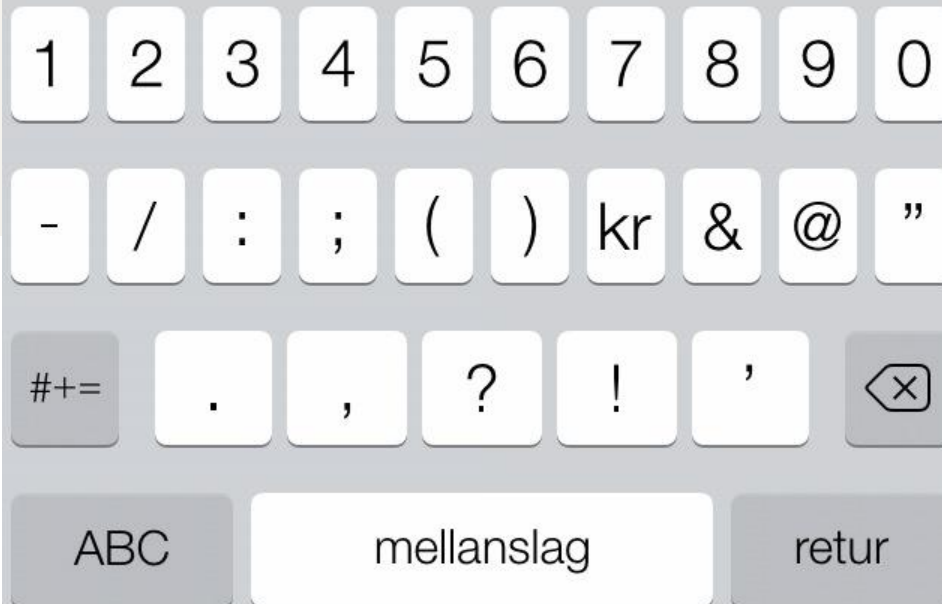 1 2 3 4 5 6 7 8 9 0
- / : ; ( ) kr & @ ”
#+= . , ? ! ’
ABC mellanslag retur